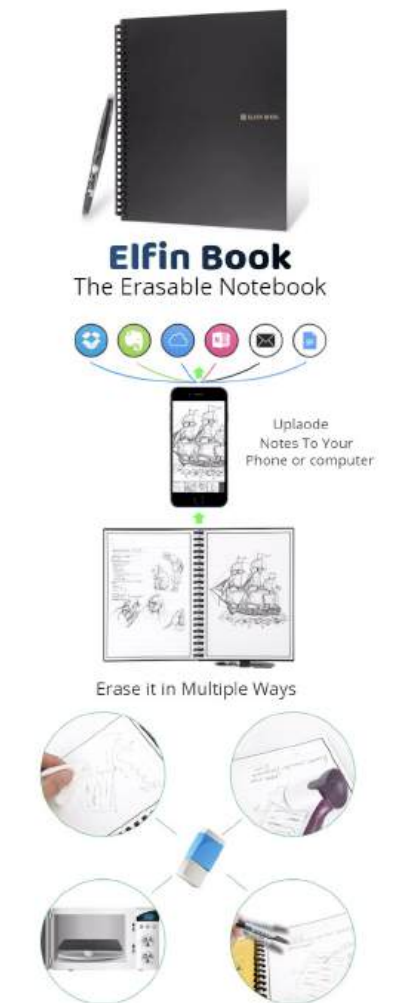 ELFIN BOOK
Elfin Book
The Erasable Notebook
Uplaode
Notes To Your
Phone or computer
Erase it in Multiple Ways